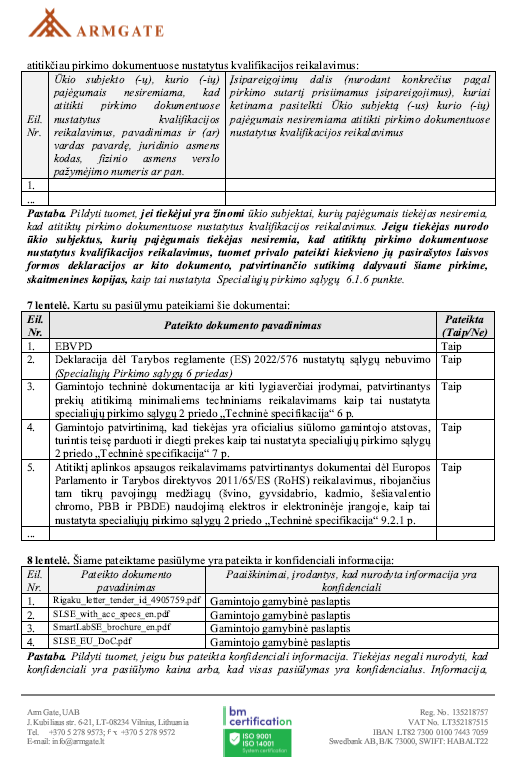 ARMGATE
atitikčiau pirkimo dokumentuose nustatytus kvalifikacijos reikalavimus:
Eil. Nr.
Ūkio subjekto (-ų), kurio (-ių)
pajėgumais nesiremiama, kad
atitikti pirkimo dokumentuose
nustatytus kvalifikacijos
reikalavimus, pavadinimas ir (ar)
vardas pavardė, juridinio asmens
kodas, fizinio asmens verslo
pažymėjimo numeris ar pan.
Įsipareigojimų dalis (nurodant konkrečius pagal
pirkimo sutartį prisiimamus įsipareigojimus), kuriai
ketinama pasitelkti Ūkio subjektą (-us) kurio (-ių)
pajėgumais nesiremiama atitikti pirkimo dokumentuose
nustatytus kvalifikacijos reikalavimus
1.
...
Pastaba. Pildyti tuomet, jei tiekėjui yra žinomi ūkio subjektai, kurių pajėgumais tiekėjas nesiremia,
kad atitiktų pirkimo dokumentuose nustatytus kvalifikacijos reikalavimus. Jeigu tiekėjas nurodo
ūkio subjektus, kurių pajėgumais tiekėjas nesiremia, kad atitiktų pirkimo dokumentuose
nustatytus kvalifikacijos reikalavimus, tuomet privalo pateikti kiekvieno jų pasirašytos laisvos
formos deklaracijos ar kito dokumento, patvirtinančio sutikimą dalyvauti šiame pirkime,
skaitmenines kopijas, kaip tai nustatyta Specialiųjų pirkimo sąlygų 6.1.6 punkte.
7 lentelė. Kartu su pasiūlymu pateikiami šie dokumentai:
Eil. Nr. Pateikto dokumento pavadinimas Pateikta (Taip/Ne)
1. EBVPD Taip
2. Deklaracija dėl Tarybos reglamente (ES) 2022/576 nustatytų sąlygų nebuvimo Taip
(Specialiųjų Pirkimo sąlygų 6 priedas)
3. Gamintojo techninė dokumentacija ar kiti lygiaverčiai įrodymai, patvirtinantys Taip
prekių atitikimą minimaliems techniniams reikalavimams kaip tai nustatyta
specialiųjų pirkimo sąlygų 2 priedo „Techninė specifikacija“ 6 p.
4. Gamintojo patvirtinimą, kad tiekėjas yra oficialius siūlomo gamintojo atstovas, Taip
turintis teisę parduoti ir diegti prekes kaip tai nustatyta specialiųjų pirkimo sąlygų
2 priedo „Techninė specifikacija“ 7 p.
5. Atitiktį aplinkos apsaugos reikalavimams patvirtinantys dokumentai dėl Europos Taip
Parlamento ir Tarybos direktyvos 2011/65/ES (RoHS) reikalavimus, ribojančius
tam tikrų pavojingų medžiagų (švino, gyvsidabrio, kadmio, šešiavalentio
chromo, PBB ir PBDE) naudojimą elektros ir elektroninėje įrangoje, kaip tai
nustatyta specialiųjų pirkimo sąlygų 2 priedo „Techninė specifikacija“ 9.2.1 p.
...
8 lentelė. Šiame pateiktame pasiūlyme yra pateikta ir konfidenciali informacija:
Eil. Nr. Pateikto dokumento pavadinimas Paaiškinimai, įrodantys, kad nurodyta informacija yra konfidenciali
1. Rigaku_letter_tender_id_4905759.pdf Gamintojo gamybinė paslaptis
2. SLSE_with_acc_specs_en.pdf Gamintojo gamybinė paslaptis
3. SmartLabSE_brochure_en.pdf Gamintojo gamybinė paslaptis
4. SLSE_EU_DoC.pdf Gamintojo gamybinė paslaptis
Pastaba. Pildyti tuomet, jeigu bus pateikta konfidenciali informacija. Tiekėjas negali nurodyti, kad
konfidenciali yra pasiūlymo kaina arba, kad visas pasiūlymas yra konfidencialus. Informacija,
Arm Gate, UAB
J. Kubiliaus str. 6-21, LT-08234 Vilnius, Lithuania
Tel. +370 5 278 9573; Fx +370 5 278 9572
E-mail: info@armgate.lt
bm certification
ISO 9001
ISO 14001
System certification
Reg. No. 135218757
VAT No. LT352187515
IBAN LT82 7300 0100 7443 7059
Swedbank AB, B/K 73000, SWIFT: HABALT22